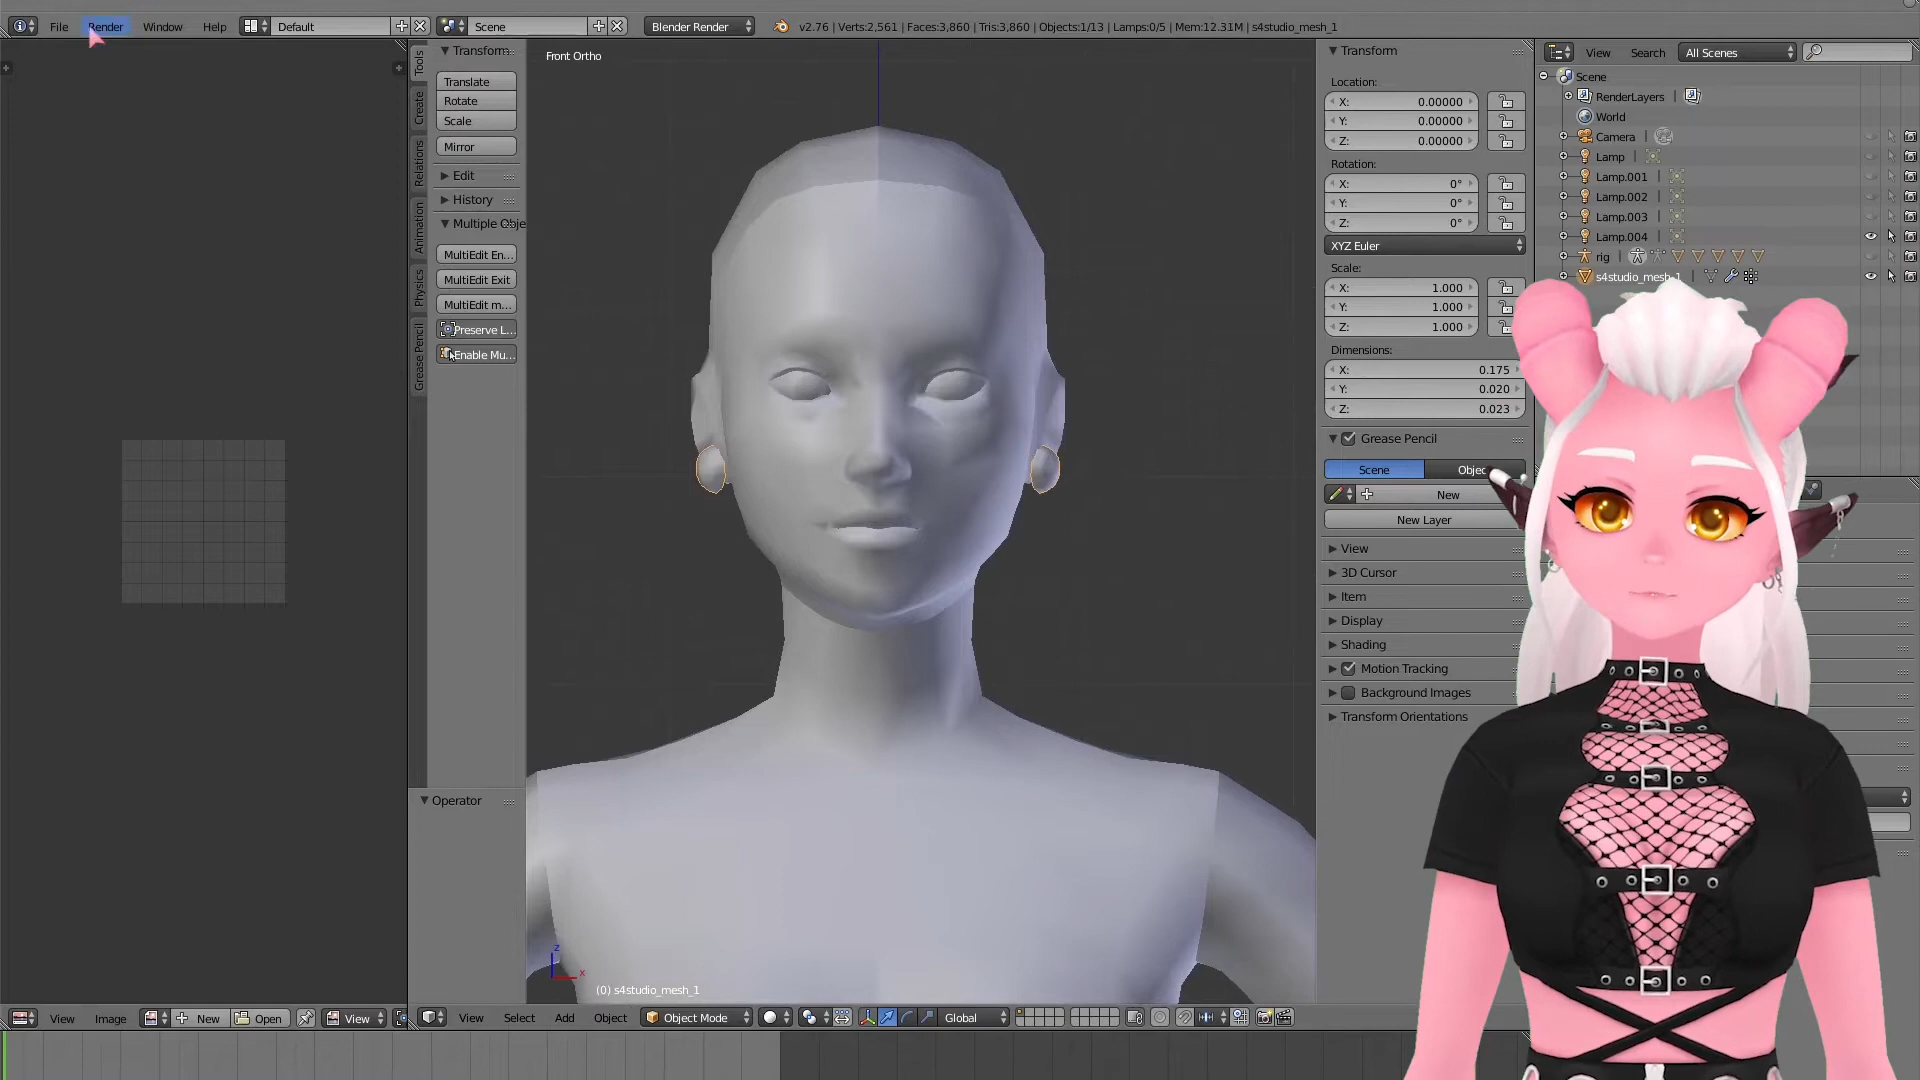 File Render Window Help Default Scene Blender Render v2.76 | Verts:2,561 | Faces:3,860 | Tris:3,860 | Objects:1/13 | Lamps:0/5 | Mem:12.31M | s4studio_mesh_1
Tools
Create
Relations
Animation
Physics
Grease Pencil
Transform
Translate
Rotate
Scale
Mirror
Edit
History
Multiple Obje
MultiEdit En...
MultiEdit Exit
MultiEdit m...
Preserve L...
Enable Mu...
Operator
Front Ortho
z
x
(0) s4studio_mesh_1
Transform
Location:
X: 0.00000
Y: 0.00000
Z: 0.00000
Rotation:
X: 0°
Y: 0°
Z: 0°
XYZ Euler
Scale:
X: 1.000
Y: 1.000
Z: 1.000
Dimensions:
X: 0.175
Y: 0.020
Z: 0.023
Grease Pencil
Scene Objec
New
New Layer
View
3D Cursor
Item
Display
Shading
Motion Tracking
Background Images
Transform Orientations
View Search All Scenes
Scene
RenderLayers |
World
Camera |
Lamp |
Lamp.001 |
Lamp.002 |
Lamp.003 |
Lamp.004 |
rig |
s4studio_mesh_1 |
View Image New Open View
View Select Add Object Object Mode Global